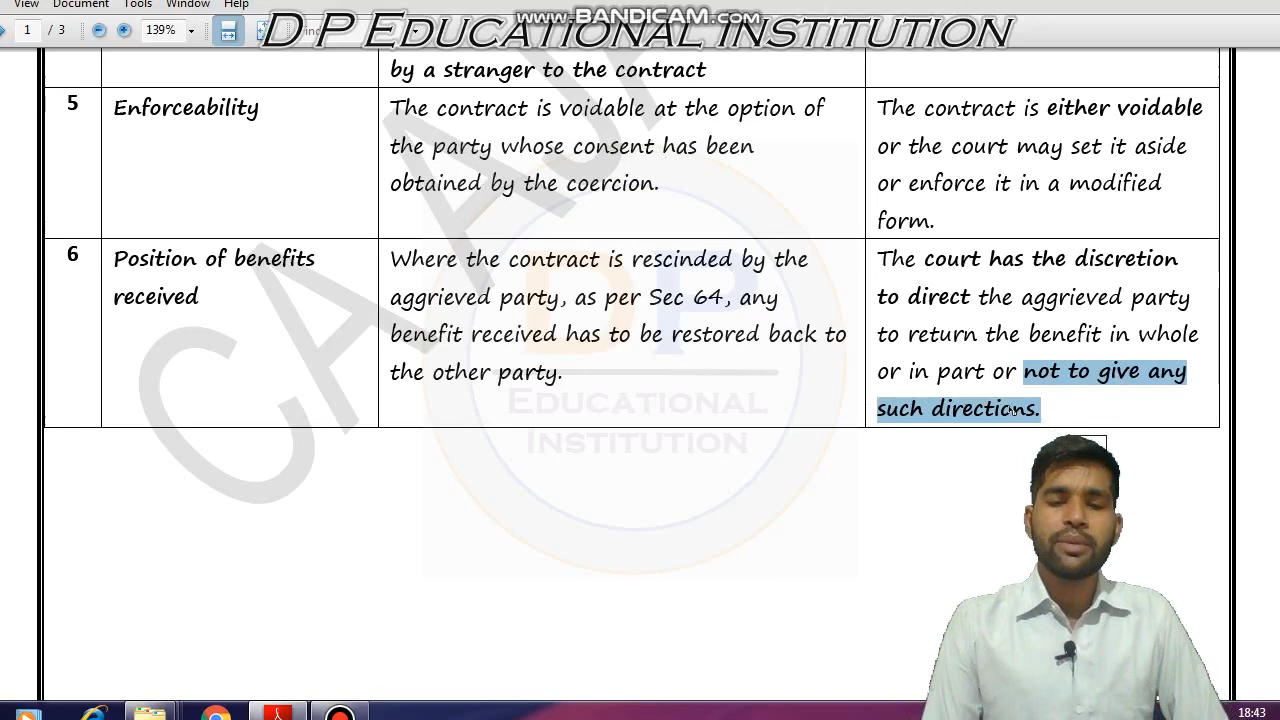 View Document Tools Window Help
www.BANDICAM.com
1 / 3 139%
D P EDUCATIONAL INSTITUTION
by a stranger to the contract
5 Enforceability
The contract is voidable at the option of
the party whose consent has been
obtained by the coercion.
The contract is either voidable
or the court may set it aside
or enforce it in a modified
form.
6 Position of benefits
received
Where the contract is rescinded by the
aggrieved party, as per Sec 64, any
benefit received has to be restored back to
the other party.
The court has the discretion
to direct the aggrieved party
to return the benefit in whole
or in part or not to give any
such directions.
CA AJA
DP
EDUCATIONAL
INSTITUTION
18:43